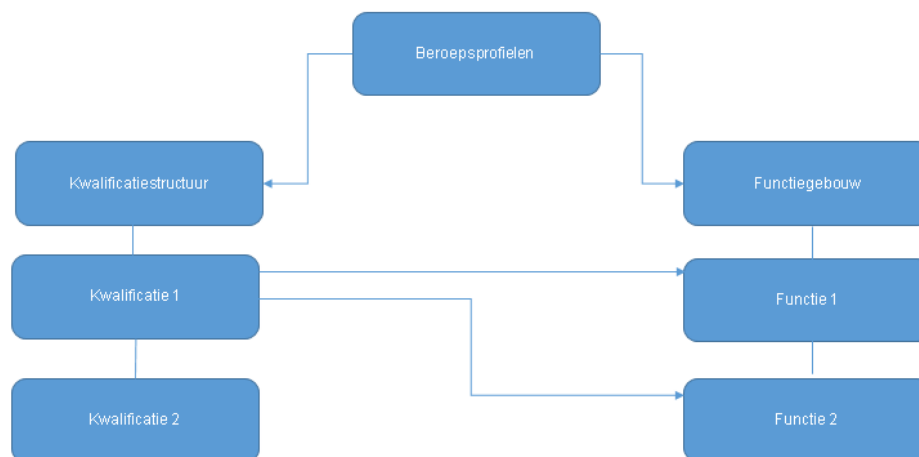 Beroepsprofielen
Kwalificatiestructuur
Functiegebouw
Kwalificatie 1
Functie 1
Kwalificatie 2
Functie 2